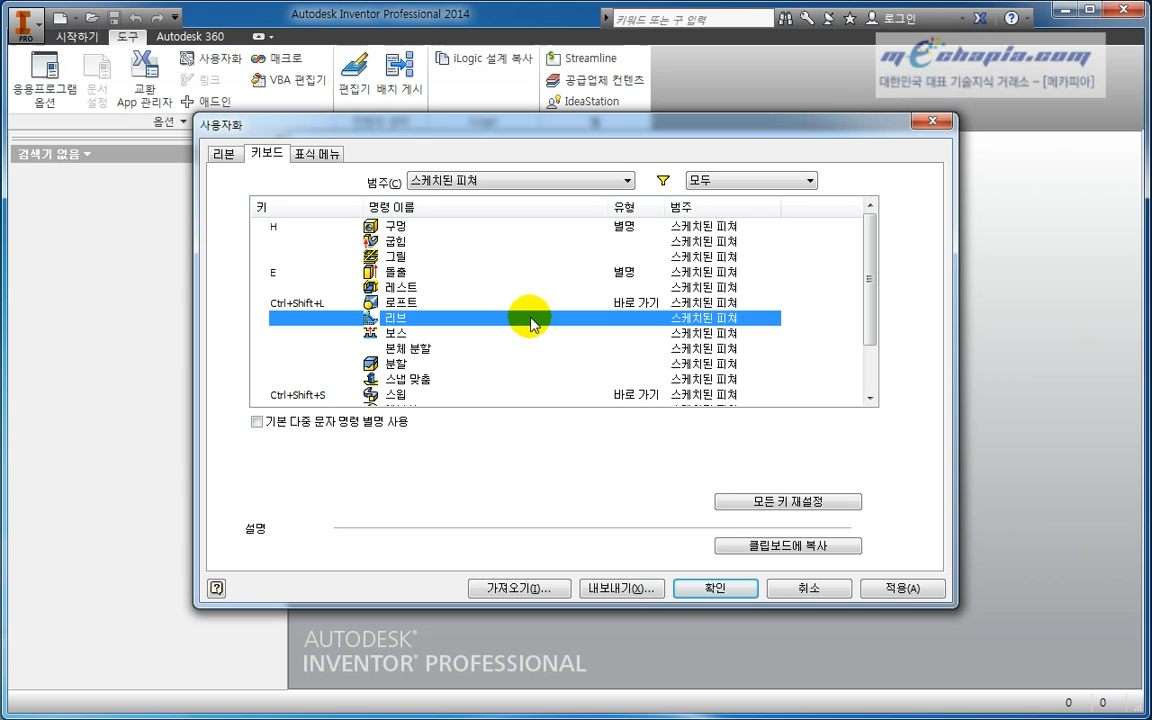 Autodesk Inventor Professional 2014
키워드 또는 구 입력
로그인
PRO
시작하기 도구 Autodesk 360
응용프로그램 옵션
문서 설정
교환 App 관리자
사용자화
링크
애드인
매크로
VBA 편집기
편집기
배치 게시
iLogic 설계 복사
Streamline
공급업체 컨텐츠
IdeaStation
옵션
mechapia.com
대한민국 대표 기술지식 거래소 – [메카피아]
검색기 없음
사용자화
리본 키보드 표식 메뉴
범주(C) 스케치된 피쳐 모두
키 명령 이름 유형 범주
H 구멍 별명 스케치된 피쳐
굽힘 스케치된 피쳐
그릴 스케치된 피쳐
E 돌출 별명 스케치된 피쳐
레스트 스케치된 피쳐
Ctrl+Shift+L 로프트 바로 가기 스케치된 피쳐
리브 스케치된 피쳐
보스 스케치된 피쳐
본체 분할 스케치된 피쳐
분할 스케치된 피쳐
스냅 맞춤 스케치된 피쳐
Ctrl+Shift+S 스윕 바로 가기 스케치된 피쳐
기본 다중 문자 명령 별명 사용
모든 키 재설정
설명
클립보드에 복사
가져오기(I)... 내보내기(X)... 확인 취소 적용(A)
AUTODESK®
INVENTOR® PROFESSIONAL
0 0